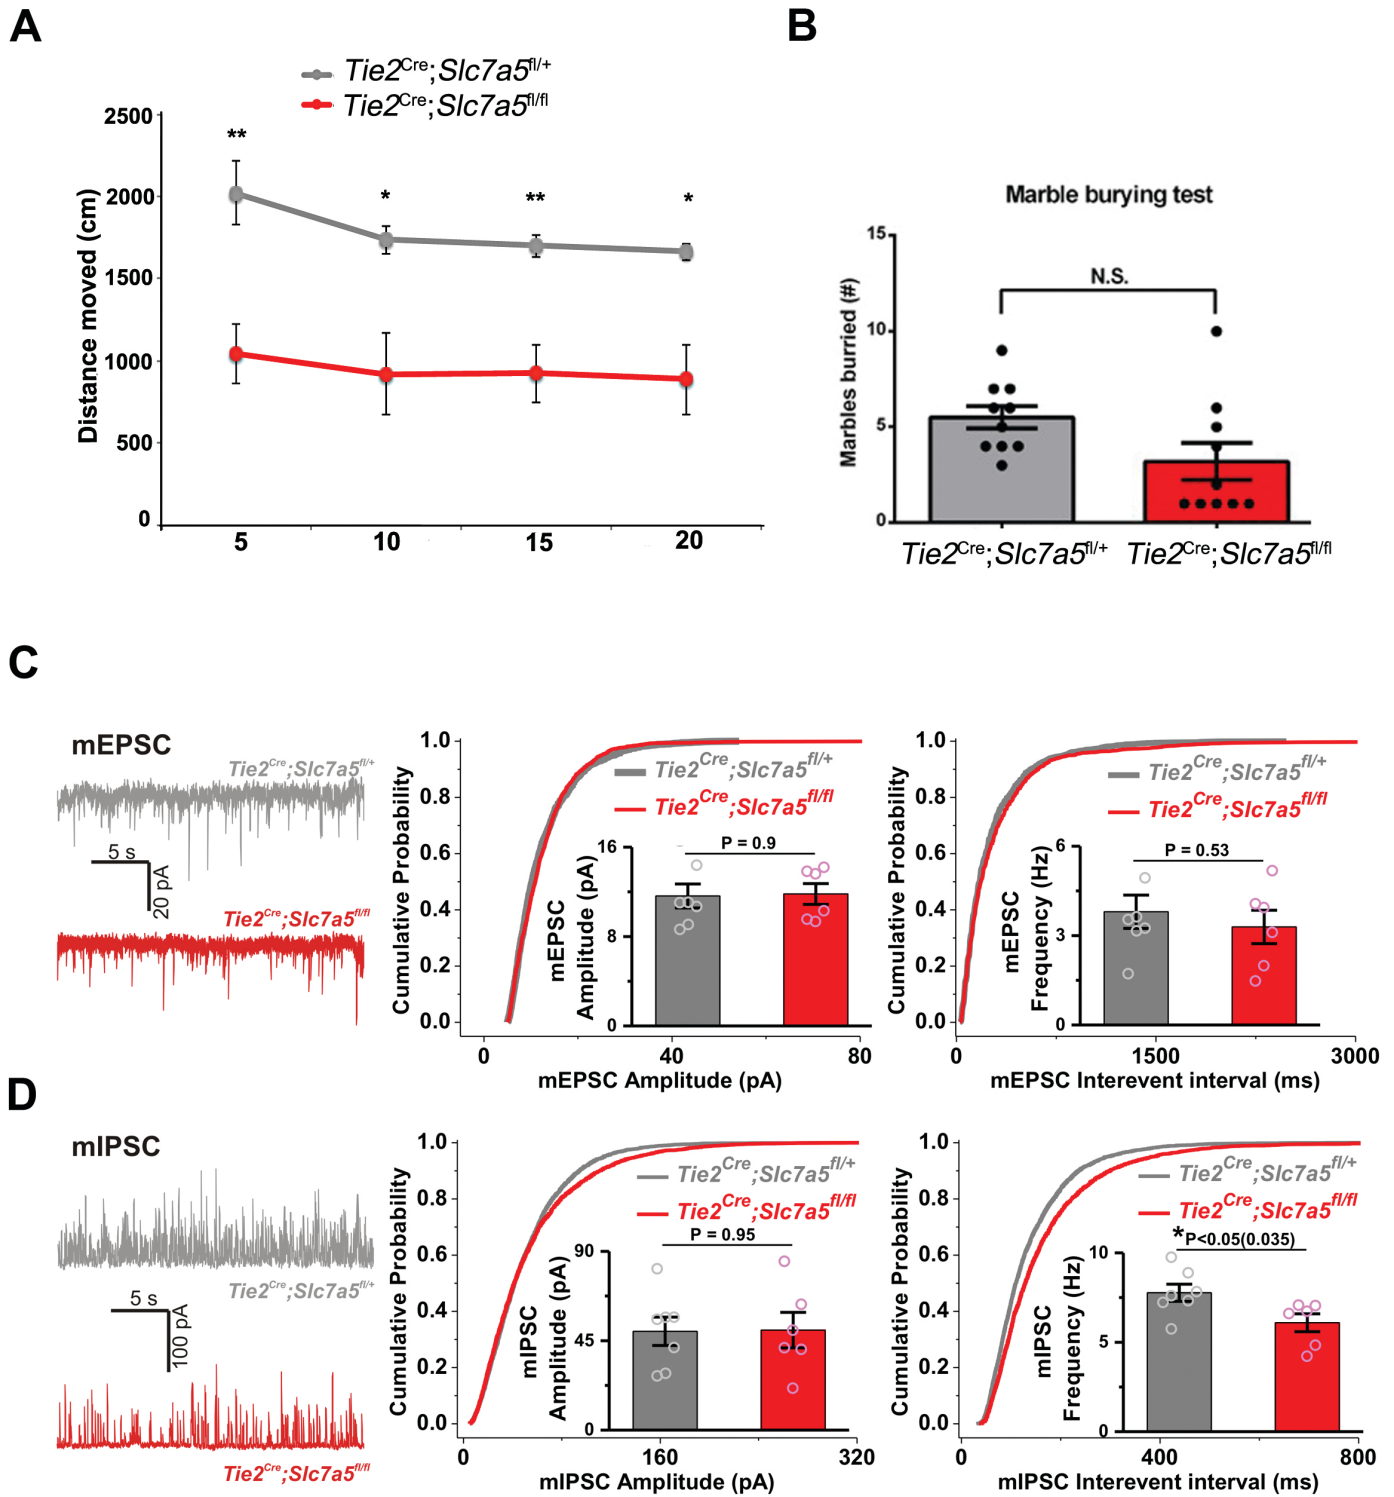 A
Tie2Cre;Slc7a5fl/+
Tie2Cre;Slc7a5fl/fl
2500
2000
1500
1000
500
0
Distance moved (cm)
**
*
**
*
5 10 15 20
B
Marble burying test
15
10
5
0
Marbles burried (#)
N.S.
Tie2Cre;Slc7a5fl/+ Tie2Cre;Slc7a5fl/fl
C
mEPSC
Tie2Cre;Slc7a5fl/+
5 s
20 pA
Tie2Cre;Slc7a5fl/fl
1.0
0.8
0.6
0.4
0.2
0.0
Cumulative Probability
Tie2Cre;Slc7a5fl/+
Tie2Cre;Slc7a5fl/fl
P = 0.9
16
8
0
mEPSC
Amplitude (pA)
0 40 80
mEPSC Amplitude (pA)
1.0
0.8
0.6
0.4
0.2
0.0
Cumulative Probability
Tie2Cre;Slc7a5fl/+
Tie2Cre;Slc7a5fl/fl
P = 0.53
6
3
0
mEPSC
Frequency (Hz)
0 1500 3000
mEPSC Interevent interval (ms)
D
mIPSC
Tie2Cre;Slc7a5fl/+
5 s
100 pA
Tie2Cre;Slc7a5fl/fl
1.0
0.8
0.6
0.4
0.2
0.0
Cumulative Probability
Tie2Cre;Slc7a5fl/+
Tie2Cre;Slc7a5fl/fl
P = 0.95
90
45
0
mIPSC
Amplitude (pA)
0 160 320
mIPSC Amplitude (pA)
1.0
0.8
0.6
0.4
0.2
0.0
Cumulative Probability
Tie2Cre;Slc7a5fl/+
Tie2Cre;Slc7a5fl/fl
*P<0.05(0.035)
10
5
0
mIPSC
Frequency (Hz)
0 400 800
mIPSC Interevent interval (ms)